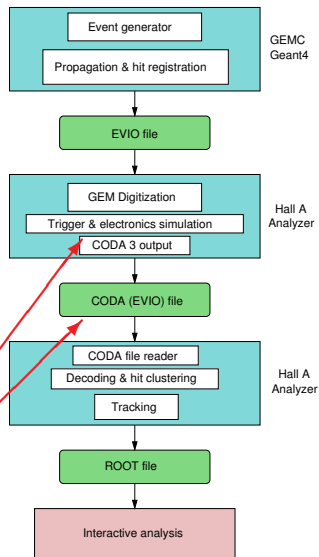 Event generator
GEMC
Geant4
Propagation & hit registration
EVIO file
GEM Digitization
Hall A
Analyzer
Trigger & electronics simulation
CODA 3 output
CODA (EVIO) file
CODA file reader
Decoding & hit clustering
Hall A
Analyzer
Tracking
ROOT file
Interactive analysis